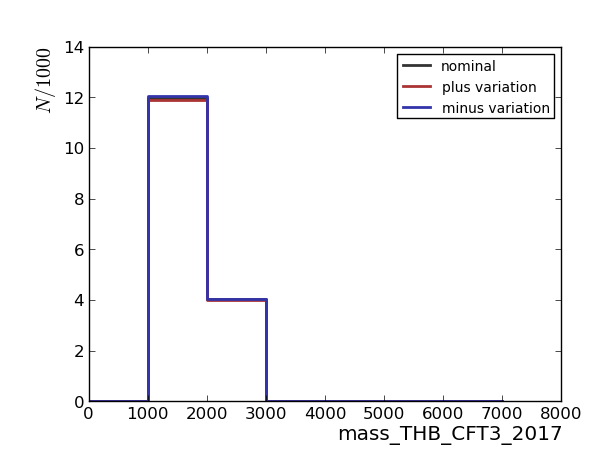 N/1000
14
12
10
8
6
4
2
0
0 1000 2000 3000 4000 5000 6000 7000 8000
mass_THB_CFT3_2017
nominal
plus variation
minus variation